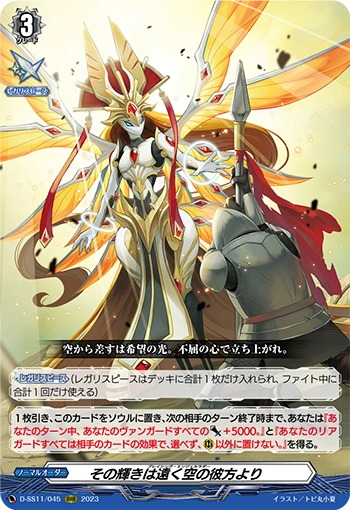 3
グレード
レガリスピース
空から差すは希望の光。不屈の心で立ち上がれ。
レガリスピース(レガリスピースはデッキに合計1枚だけ入れられ、ファイト中に
合計1回だけ使える)
1枚引き、このカードをソウルに置き、次の相手のターン終了時まで、あなたは『あ
なたのターン中、あなたのヴァンガードすべての+5000。』と『あなたのリア
ガードすべては相手のカードの効果で、選べず、以外に置けない。』を得る。
ノーマルオーダー
その輝きは遠く空の彼方より
D-SS11/045 RRR 2023
イラスト/トビ丸小夏